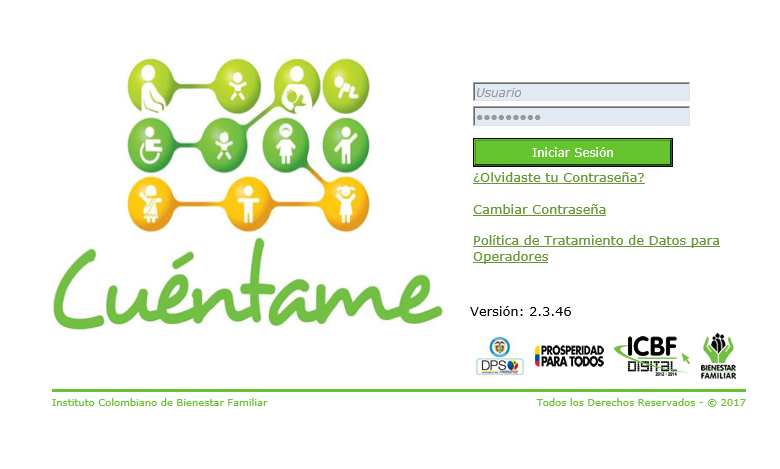 Cuéntame
Usuario
•••••••••
Iniciar Sesión
¿Olvidaste tu Contraseña?
Cambiar Contraseña
Política de Tratamiento de Datos para
Operadores
Versión: 2.3.46
DPS
PROSPERIDAD
PARA TODOS
ICBF
DIGITAL
2012 - 2014
BIENESTAR
FAMILIAR
Instituto Colombiano de Bienestar Familiar
Todos los Derechos Reservados - © 2017